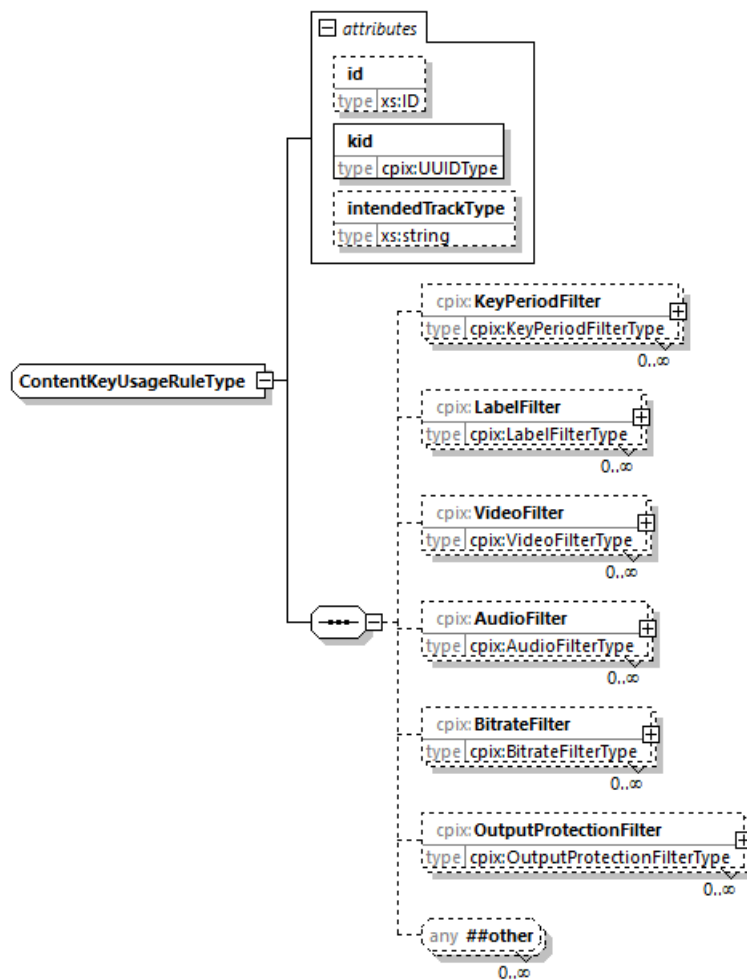 attributes
id
type xs:ID
kid
type cpix:UUIDType
intendedTrackType
type xs:string
ContentKeyUsageRuleType
cpix: KeyPeriodFilter
type cpix:KeyPeriodFilterType
0..∞
cpix: LabelFilter
type cpix:LabelFilterType
0..∞
cpix: VideoFilter
type cpix:VideoFilterType
0..∞
cpix: AudioFilter
type cpix:AudioFilterType
0..∞
cpix: BitrateFilter
type cpix:BitrateFilterType
0..∞
cpix: OutputProtectionFilter
type cpix:OutputProtectionFilterType
0..∞
any ##other
0..∞